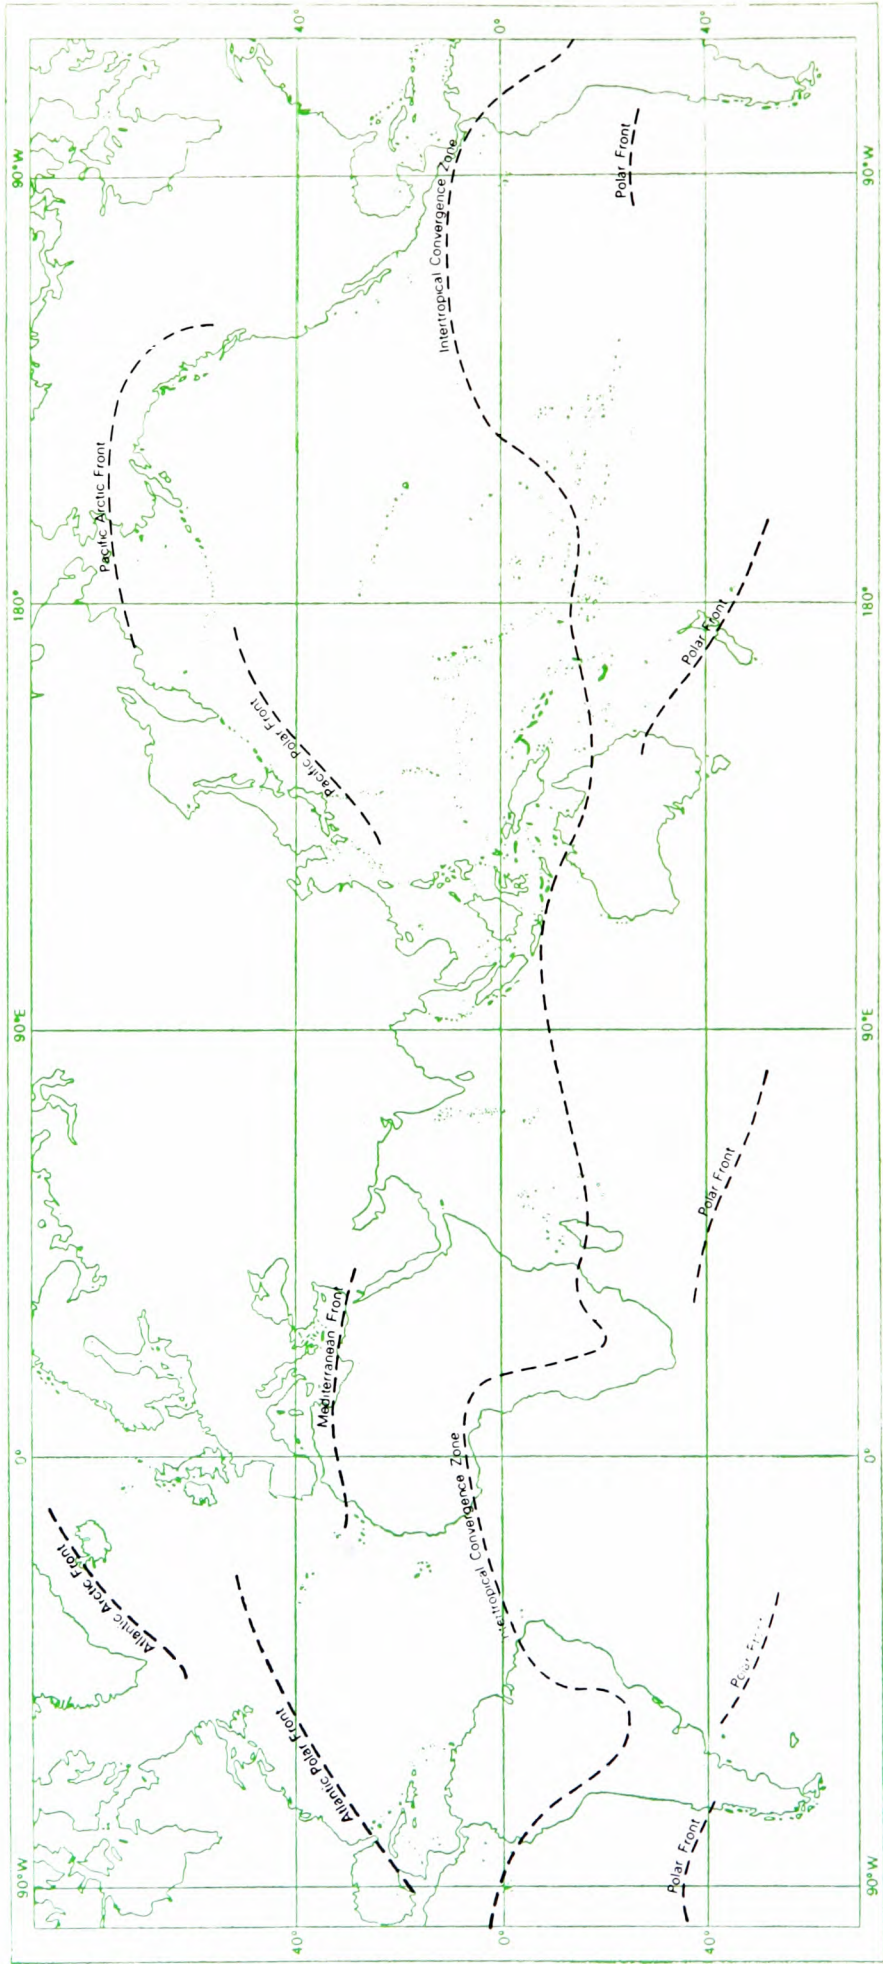 90°W
0°
90°E
180°
90°W
40°
40°
Atlantic Arctic Front
Pacific Arctic Front
Atlantic Polar Front
Pacific Polar Front
Mediterranean Front
Intertropical Convergence Zone
0°
Convergence Zone
0°
Polar Front
Polar Front
Polar Front
Polar Front
40°
40°
90°W
0°
90°E
180°
90°W